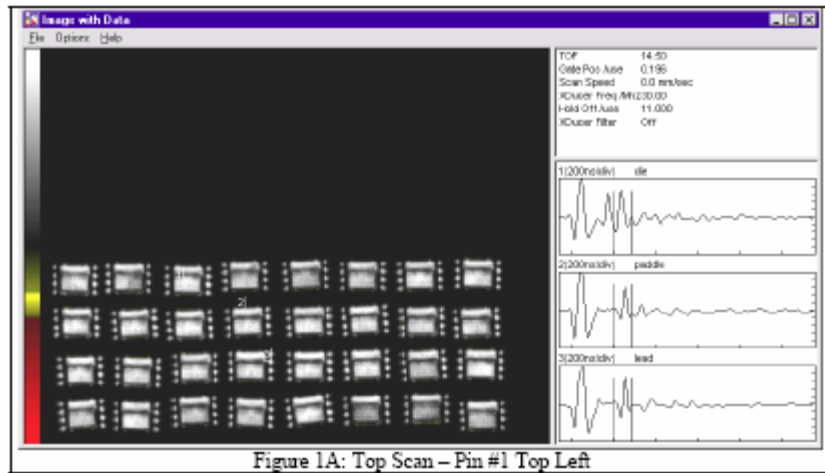 Image with Data
File Options Help
TOF 14.50
Gate Pos /usec 0.196
Scan Speed 0.0 mm/sec
XDucer Freq /MHz 30.00
Hold Off /usec 11.000
XDucer Filter Off
1(200ns/div) die
2(200ns/div) paddle
3(200ns/div) lead
Figure 1A: Top Scan – Pin #1 Top Left